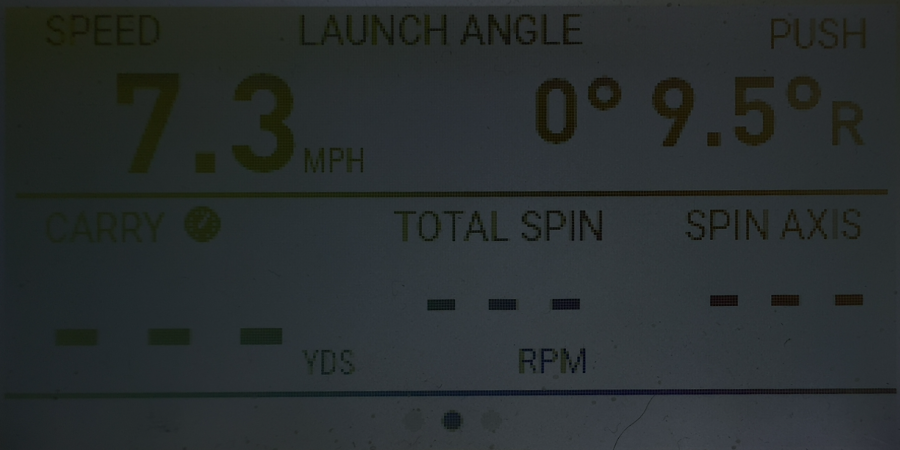 SPEED LAUNCH ANGLE PUSH
7.3 MPH 0° 9.5° R
CARRY TOTAL SPIN SPIN AXIS
--- YDS --- RPM ---